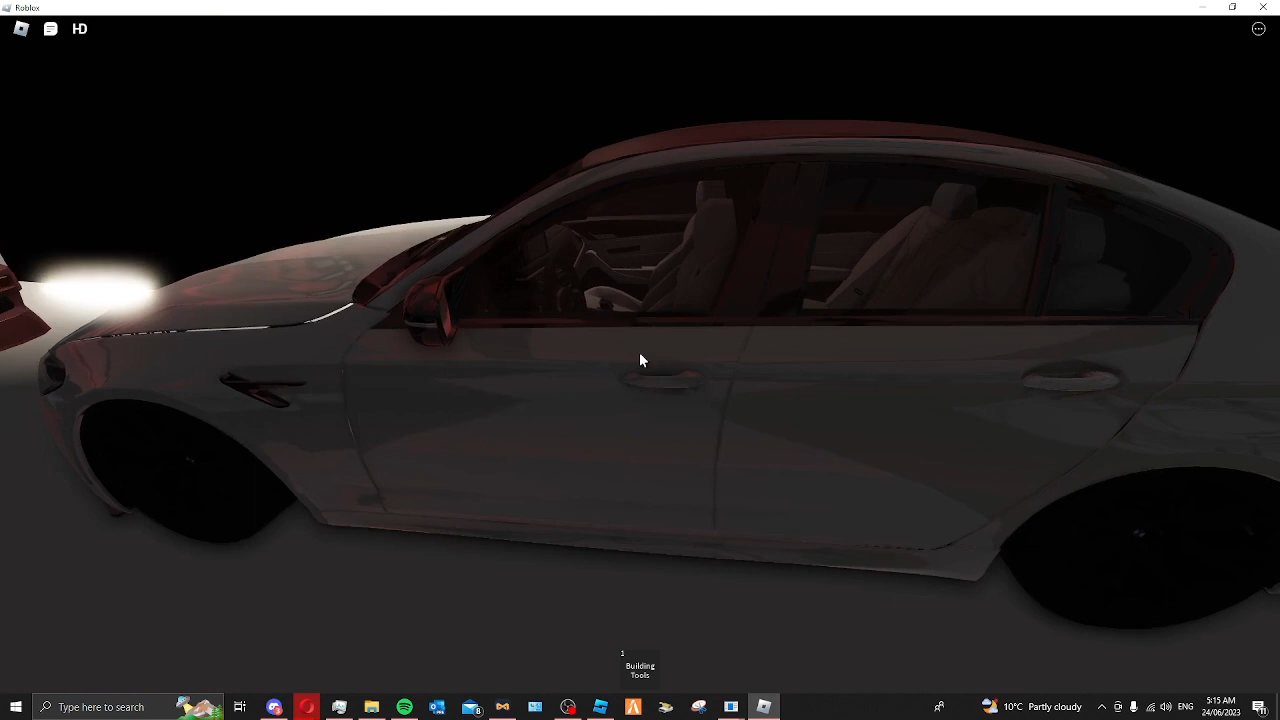 Roblox
HD
1
Building
Tools
Type here to search
8
10°C Partly cloudy
ENG
5:15 AM
24/06/2023